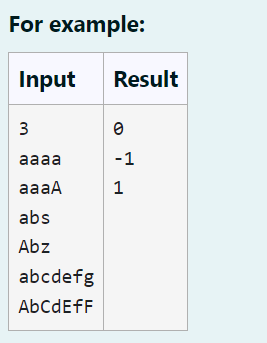 For example:
Input Result
3 0
aaaa -1
aaaA 1
abs
Abz
abcdefg
AbCdEfF